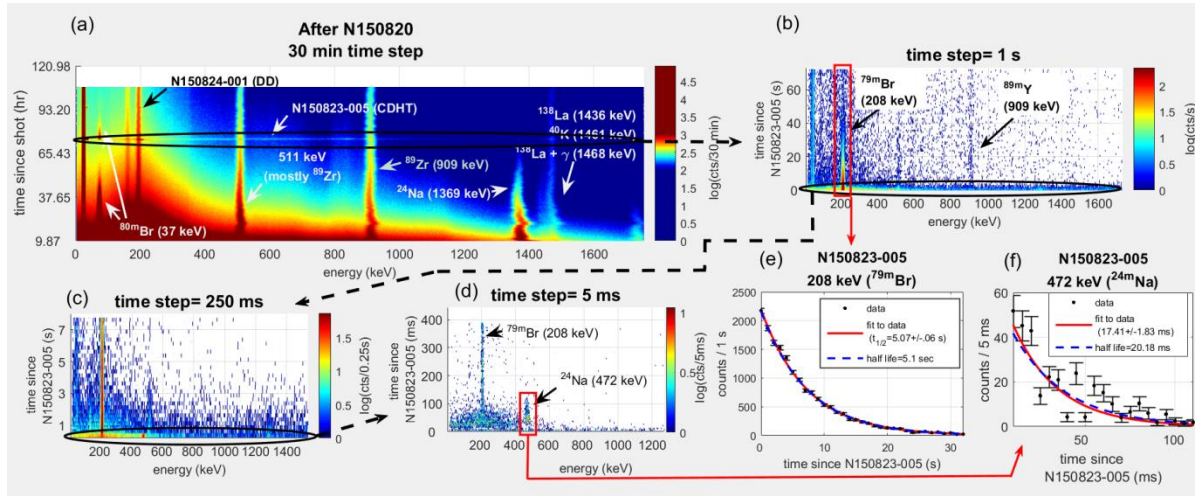 (a)
After N150820
30 min time step
120.98
93.20
65.43
37.65
9.87
time since shot (hr)
N150824-001 (DD)
N150823-005 (CDHT)
138La (1436 keV)
40K (1461 keV)
138La + γ (1468 keV)
511 keV
(mostly 89Zr)
89Zr (909 keV)
24Na (1369 keV)
80mBr (37 keV)
0 200 400 600 800 1000 1200 1400 1600
energy (keV)
4.5
4
3.5
3
2.5
2
1.5
1
0.5
0
log(cts/30 min)
(b)
time step= 1 s
60
40
20
0
time since
N150823-005 (s)
79mBr
(208 keV)
89mY
(909 keV)
200 400 600 800 1000 1200 1400 1600
energy (keV)
2
1.5
1
0.5
0
log(cts/s)
(c)
time step= 250 ms
6
4
2
time since
N150823-005 (s)
200 400 600 800 1000 1200 1400
energy (keV)
1.5
1
0.5
0
log(cts/0.25s)
(d)
time step= 5 ms
400
300
200
100
0
time since
N150823-005 (ms)
79mBr (208 keV)
24Na (472 keV)
200 400 600 800 1000 1200
energy (keV)
1
0.8
0.6
0.4
0.2
0
log(cts/5ms)
(e)
N150823-005
208 keV (79mBr)
2500
2000
1500
1000
500
0
counts / 1 s
data
fit to data
(t1/2=5.07+/-.06 s)
half life=5.1 sec
0 10 20 30
time since N150823-005 (s)
(f)
N150823-005
472 keV (24mNa)
60
40
20
0
counts / 5 ms
data
fit to data
(17.41+/-1.83 ms)
half life=20.18 ms
50 100
time since
N150823-005 (ms)